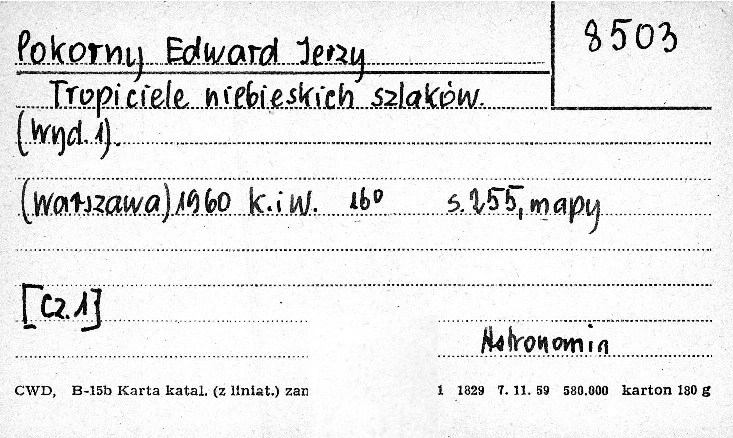 Pokorny Edward Jerzy
8503
Tropiciele niebieskich szlaków.
(Wyd. 1).
(Warszawa) 1960 K.i W. 16° s. 255, mapy
[Cz. 1]
Astronomia
CWD, B-15b Karta katal. (z liniat.) zam 1 1829 7. 11. 59 580.000 karton 180 g